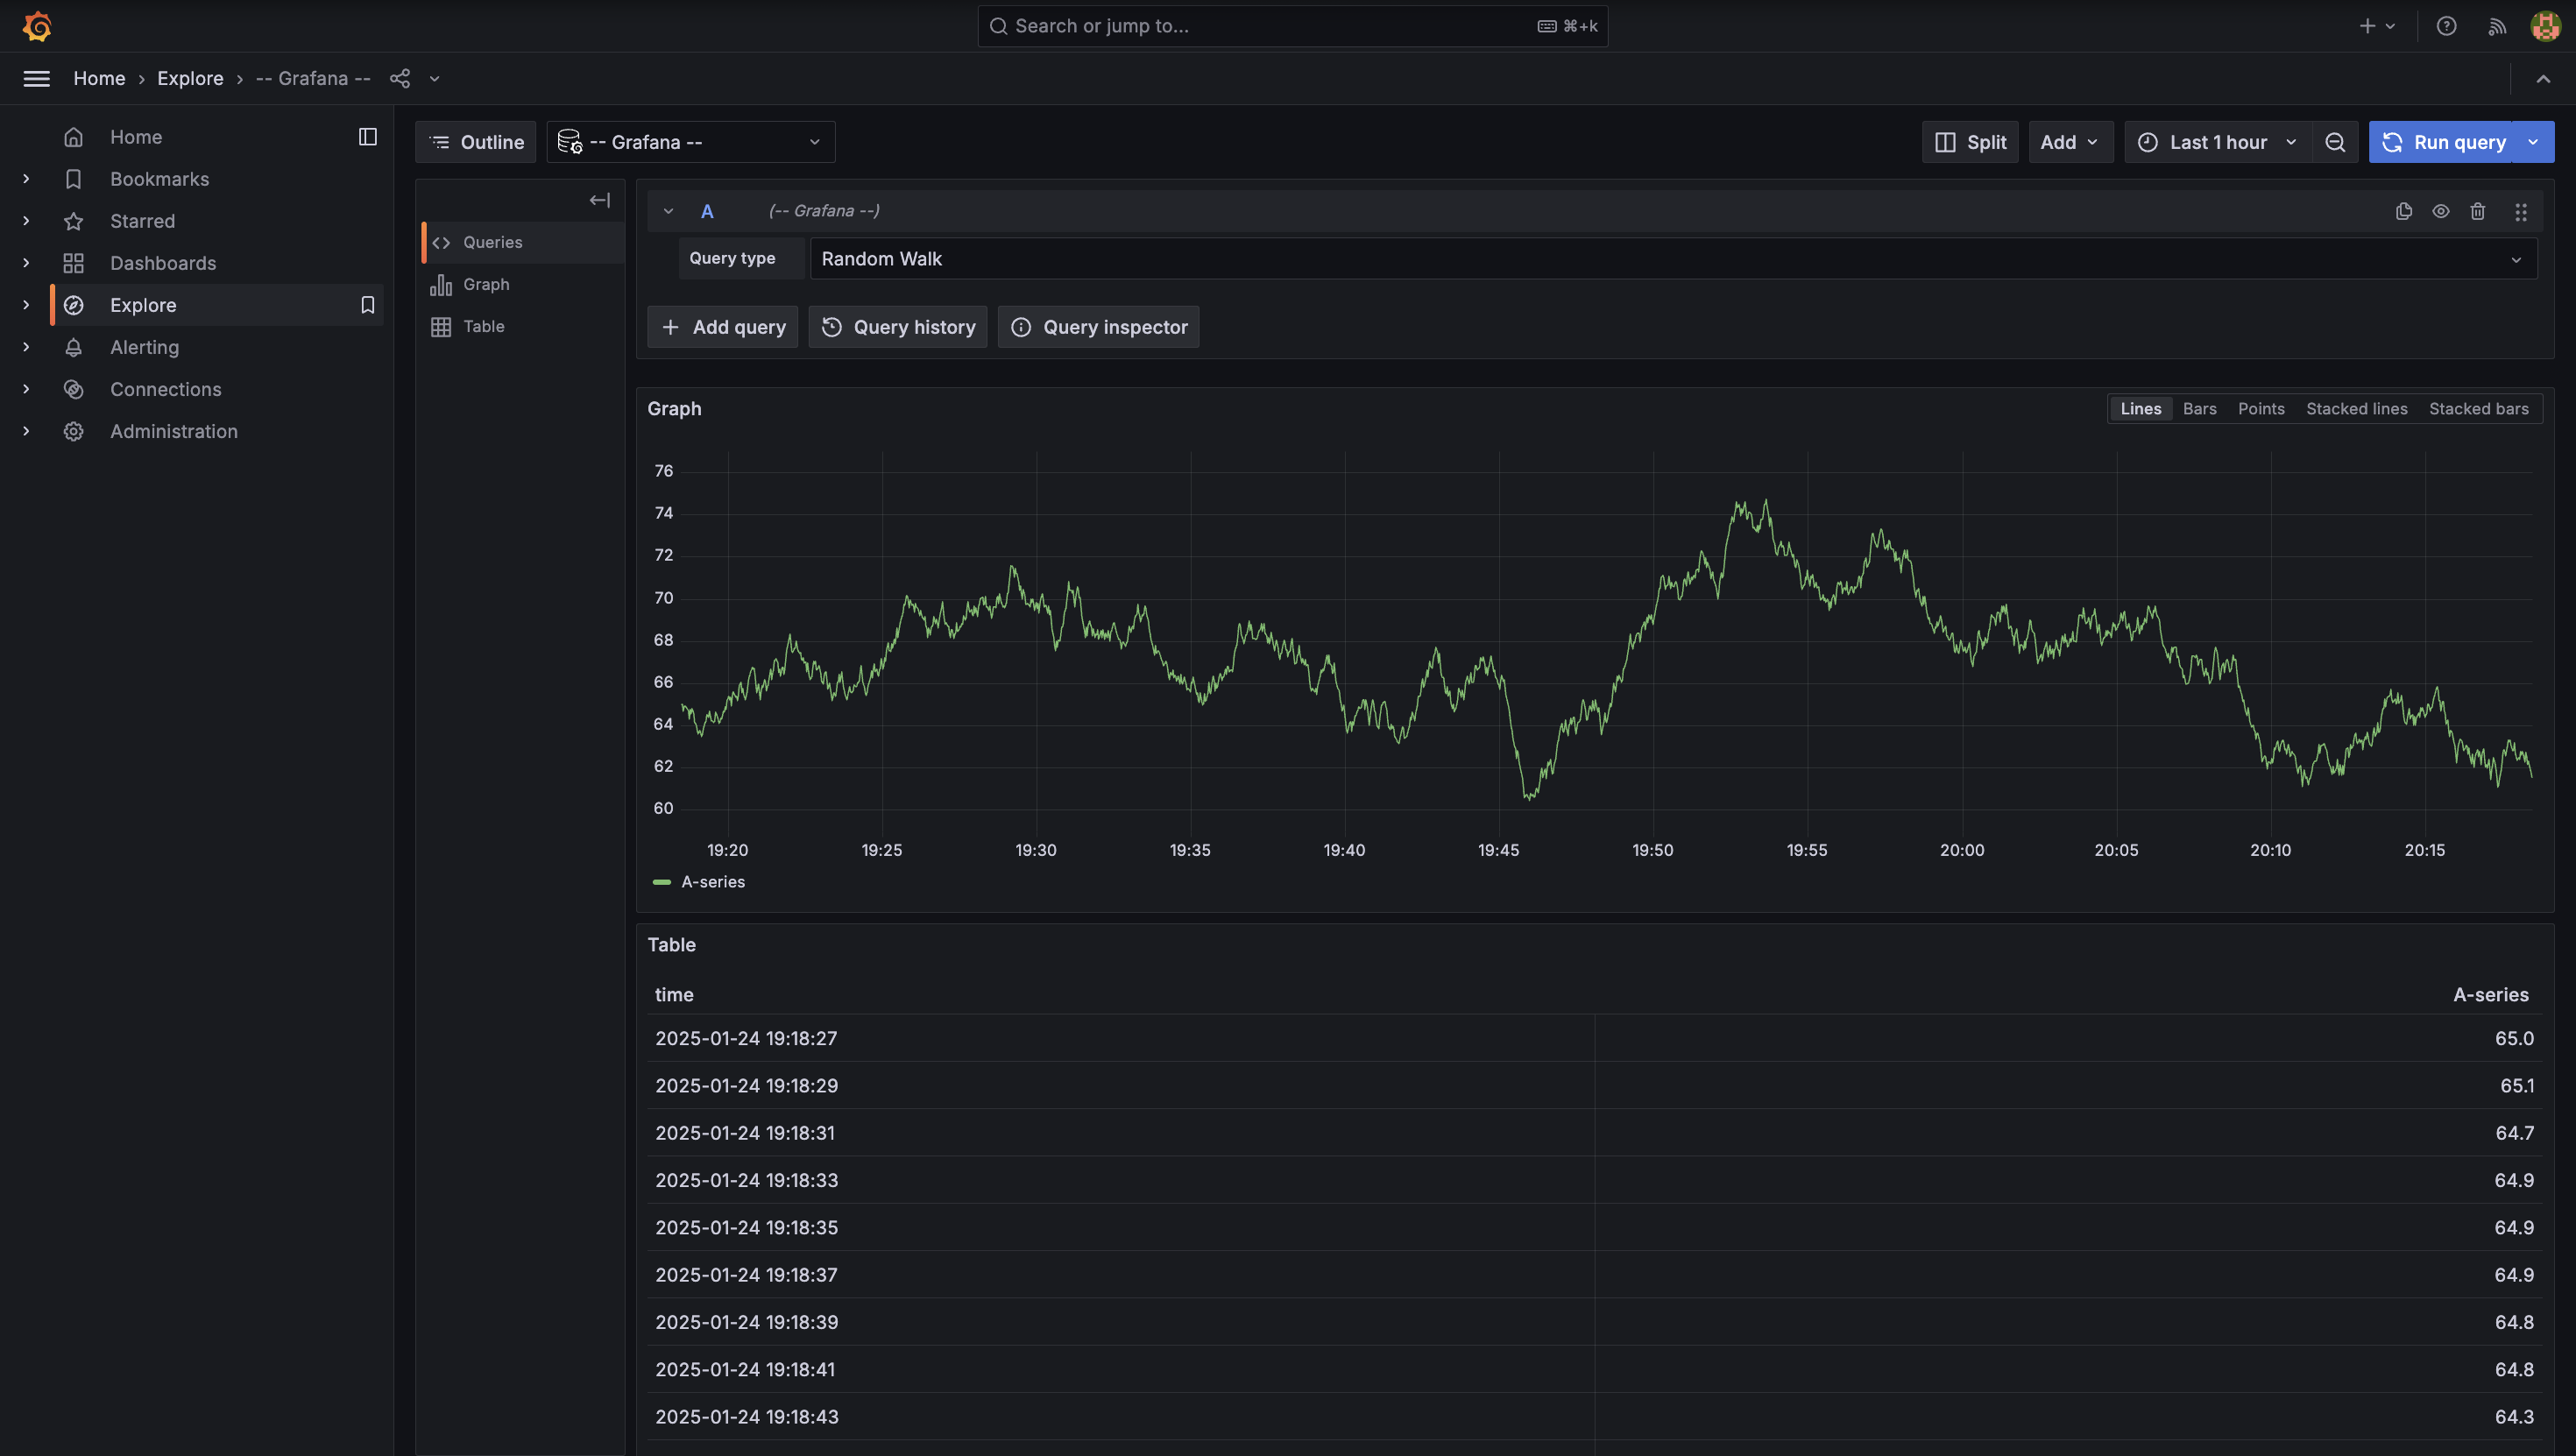 Search or jump to... ⌘+k
Home › Explore › -- Grafana --
Home
Bookmarks
Starred
Dashboards
Explore
Alerting
Connections
Administration
Outline -- Grafana -- Split Add Last 1 hour Run query
Queries
Graph
Table
A (-- Grafana --)
Query type Random Walk
+ Add query Query history Query inspector
Graph Lines Bars Points Stacked lines Stacked bars
76
74
72
70
68
66
64
62
60
19:20 19:25 19:30 19:35 19:40 19:45 19:50 19:55 20:00 20:05 20:10 20:15
A-series
Table
time A-series
2025-01-24 19:18:27 65.0
2025-01-24 19:18:29 65.1
2025-01-24 19:18:31 64.7
2025-01-24 19:18:33 64.9
2025-01-24 19:18:35 64.9
2025-01-24 19:18:37 64.9
2025-01-24 19:18:39 64.8
2025-01-24 19:18:41 64.8
2025-01-24 19:18:43 64.3